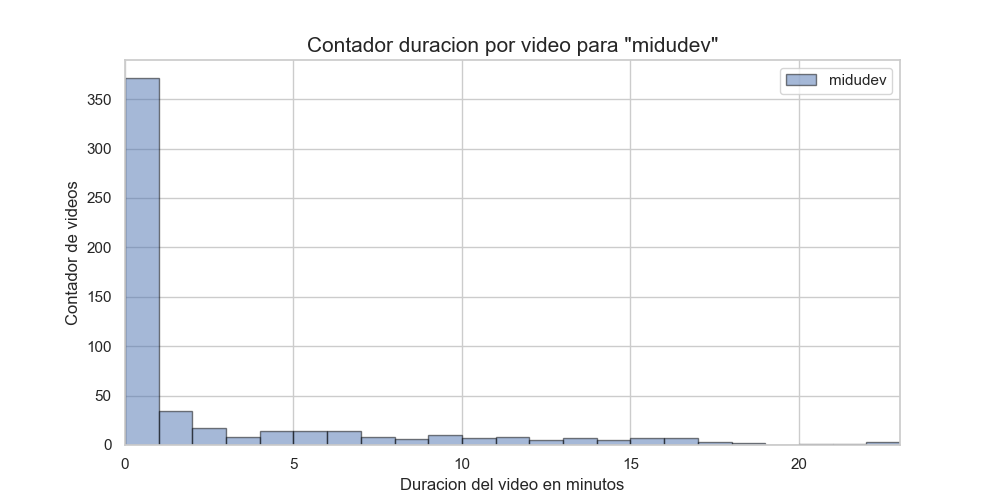 Contador duracion por video para "midudev"
midudev
Contador de videos
350
300
250
200
150
100
50
0
0 5 10 15 20
Duracion del video en minutos